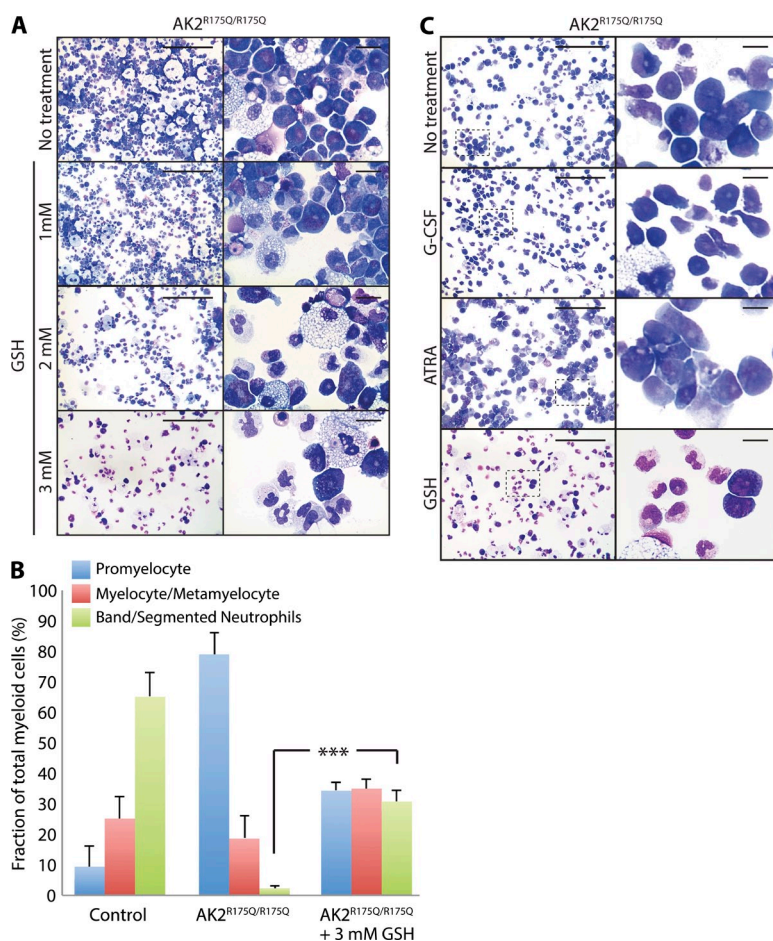 A
AK2R175Q/R175Q
No treatment
GSH
1mM
2 mM
3 mM
B
Promyelocyte
Myelocyte/Metamyelocyte
Band/Segmented Neutrophils
Fraction of total myeloid cells (%)
100
90
80
70
60
50
40
30
20
10
0
***
Control
AK2R175Q/R175Q
AK2R175Q/R175Q
+ 3 mM GSH
C
AK2R175Q/R175Q
No treatment
G-CSF
ATRA
GSH